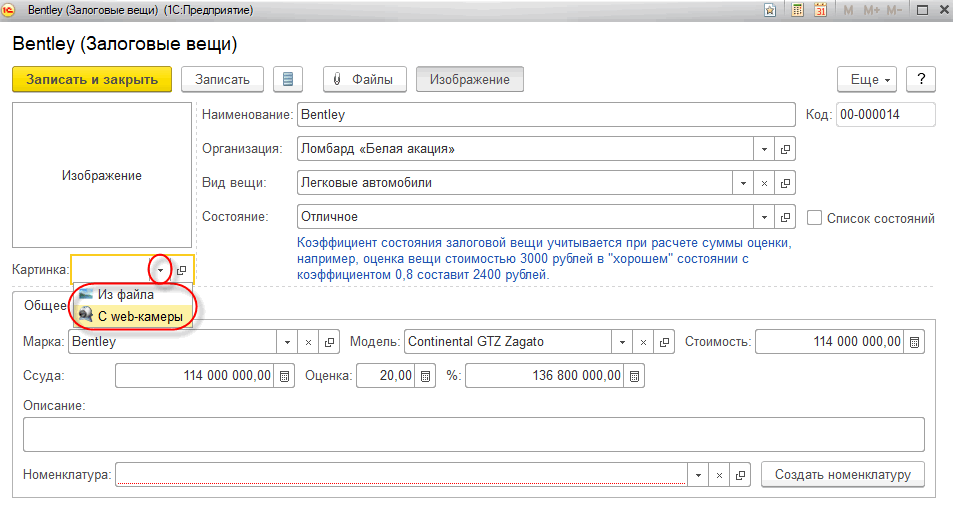 Bentley (Залоговые вещи) (1С:Предприятие)
M M+ M-
31
Bentley (Залоговые вещи)
Записать и закрыть Записать Файлы Изображение Еще ?
Изображение
Наименование: Bentley Код: 00-000014
Организация: Ломбард «Белая акация»
Вид вещи: Легковые автомобили
Состояние: Отличное Список состояний
Коэффициент состояния залоговой вещи учитывается при расчете суммы оценки,
например, оценка вещи стоимостью 3000 рублей в "хорошем" состоянии с
коэффициентом 0,8 составит 2400 рублей.
Картинка:
Из файла
С web-камеры
Общее
Марка: Bentley Модель: Continental GTZ Zagato Стоимость: 114 000 000,00
Ссуда: 114 000 000,00 Оценка: 20,00 %: 136 800 000,00
Описание:
Номенклатура: Создать номенклатуру